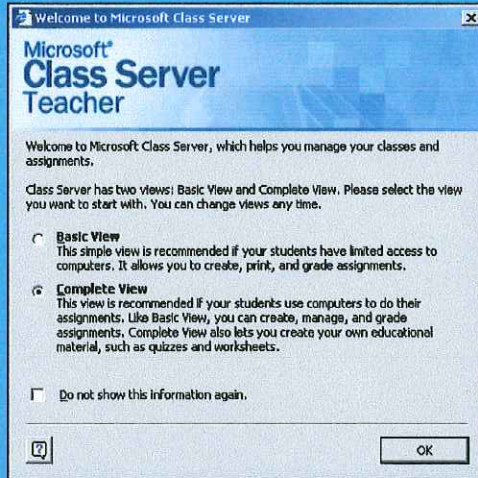 Welcome to Microsoft Class Server
Microsoft®
Class Server
Teacher
Welcome to Microsoft Class Server, which helps you manage your classes and
assignments.
Class Server has two views: Basic View and Complete View. Please select the view
you want to start with. You can change views any time.
Basic View
This simple view is recommended if your students have limited access to
computers. It allows you to create, print, and grade assignments.
Complete View
This view is recommended if your students use computers to do their
assignments. Like Basic View, you can create, manage, and grade
assignments. Complete View also lets you create your own educational
material, such as quizzes and worksheets.
Do not show this information again.
OK